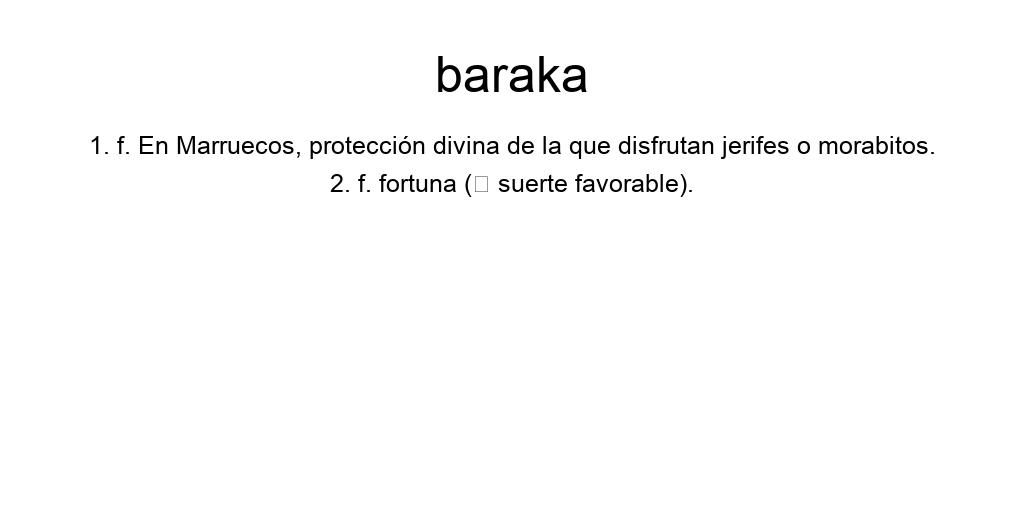 baraka
1. f. En Marruecos, protección divina de la que disfrutan jerifes o morabitos.
2. f. fortuna (□ suerte favorable).